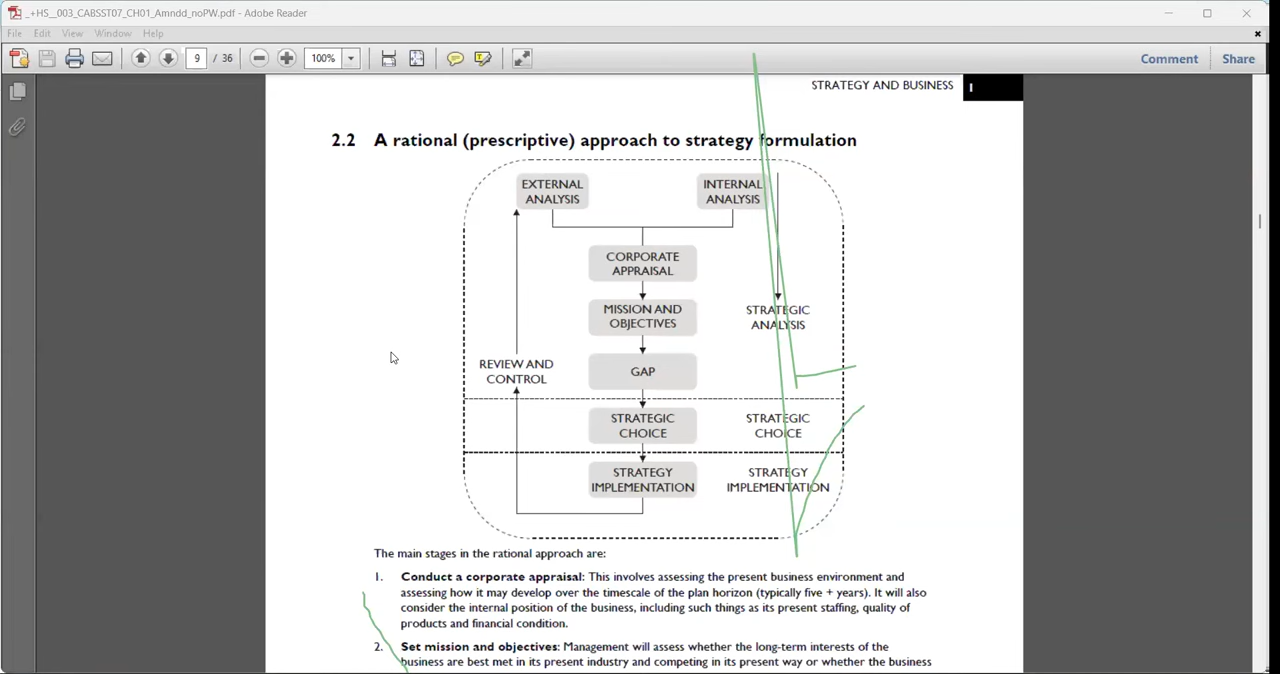 _+HS__003_CABSST07_CH01_Amndd_noPW.pdf - Adobe Reader
File Edit View Window Help
9 / 36 100% Comment Share
STRATEGY AND BUSINESS 1
2.2 A rational (prescriptive) approach to strategy formulation
EXTERNAL
ANALYSIS
INTERNAL
ANALYSIS
CORPORATE
APPRAISAL
MISSION AND
OBJECTIVES
STRATEGIC
ANALYSIS
REVIEW AND
CONTROL
GAP
STRATEGIC
CHOICE
STRATEGIC
CHOICE
STRATEGY
IMPLEMENTATION
STRATEGY
IMPLEMENTATION
The main stages in the rational approach are:
1. Conduct a corporate appraisal: This involves assessing the present business environment and
assessing how it may develop over the timescale of the plan horizon (typically five + years). It will also
consider the internal position of the business, including such things as its present staffing, quality of
products and financial condition.
2. Set mission and objectives: Management will assess whether the long-term interests of the
business are best met in its present industry and competing in its present way or whether the business